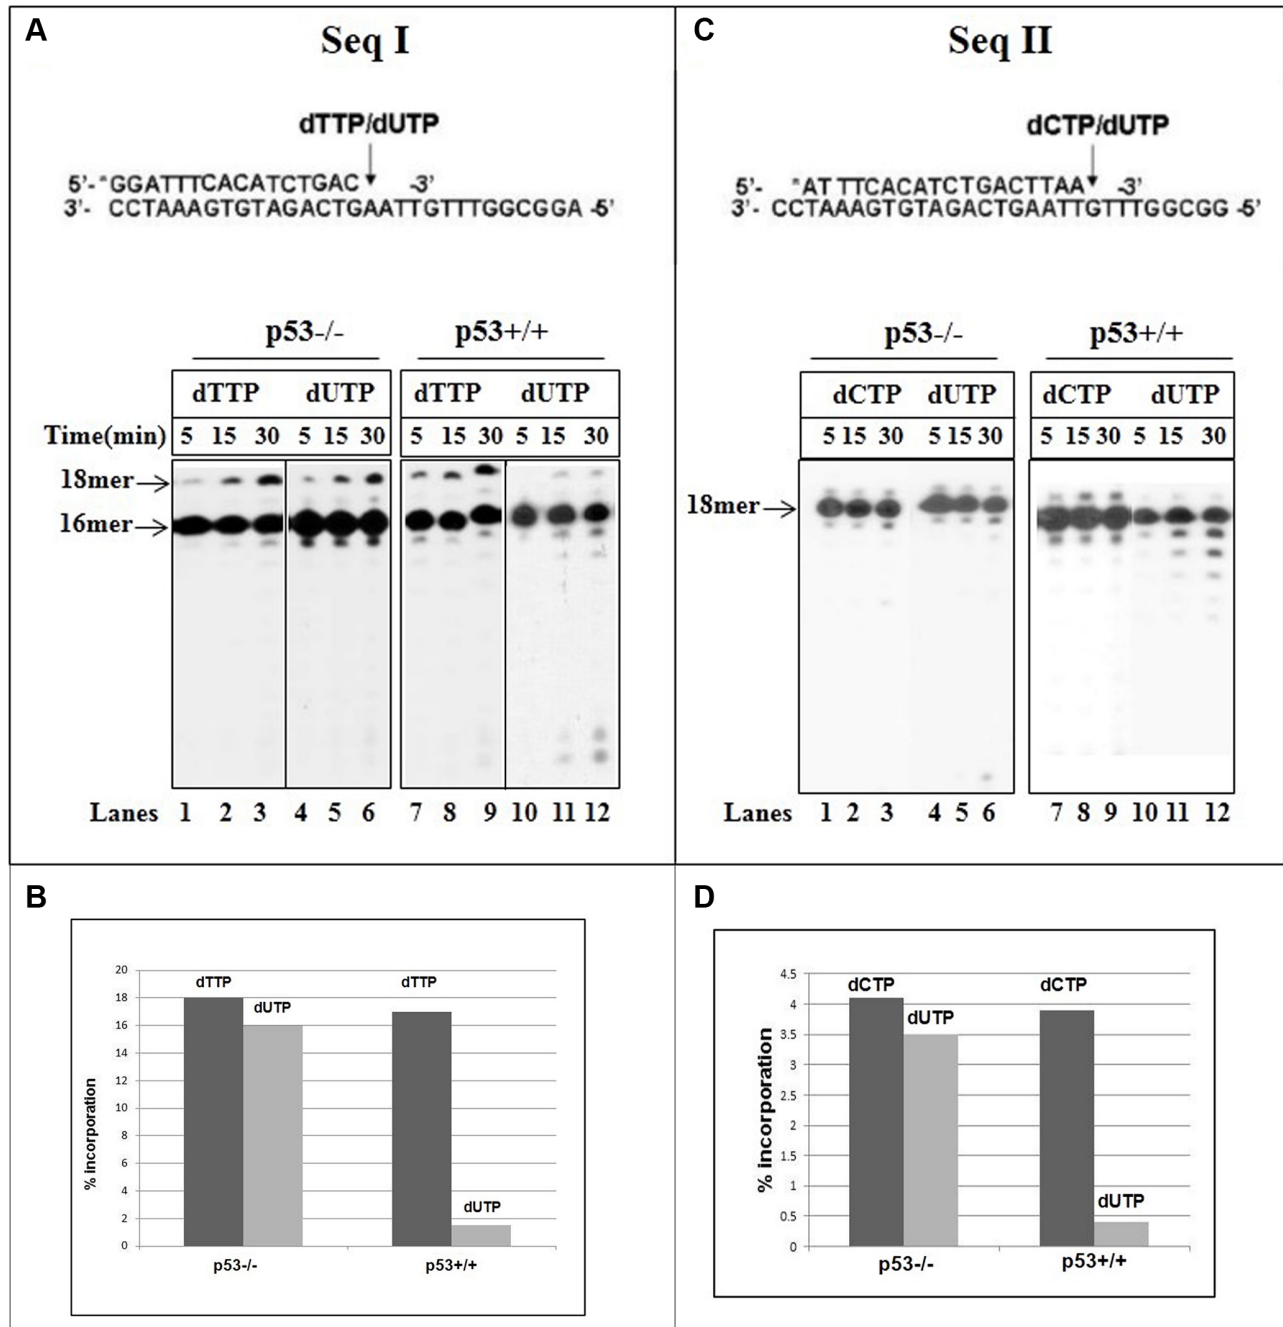 A
Seq I
dTTP/dUTP
5'- *GGATTTCACATCTGAC -3'
3'- CCTAAAGTGTAGACTGAATTGTTTGGCGGA -5'
p53-/- p53+/+
dTTP dUTP dTTP dUTP
Time(min) 5 15 30 5 15 30 5 15 30 5 15 30
18mer
16mer
Lanes 1 2 3 4 5 6 7 8 9 10 11 12
C
Seq II
dCTP/dUTP
5'- *AT TTCACATCTGACTTAA -3'
3'- CCTAAAGTGTAGACTGAATTGTTTGGCGG -5'
p53-/- p53+/+
dCTP dUTP dCTP dUTP
5 15 30 5 15 30 5 15 30 5 15 30
18mer
Lanes 1 2 3 4 5 6 7 8 9 10 11 12
B
% incorporation
20
18
16
14
12
10
8
6
4
2
0
dTTP
dUTP
dTTP
dUTP
p53-/- p53+/+
D
% incorporation
4.5
4
3.5
3
2.5
2
1.5
1
0.5
0
dCTP
dUTP
dCTP
dUTP
p53-/- p53+/+